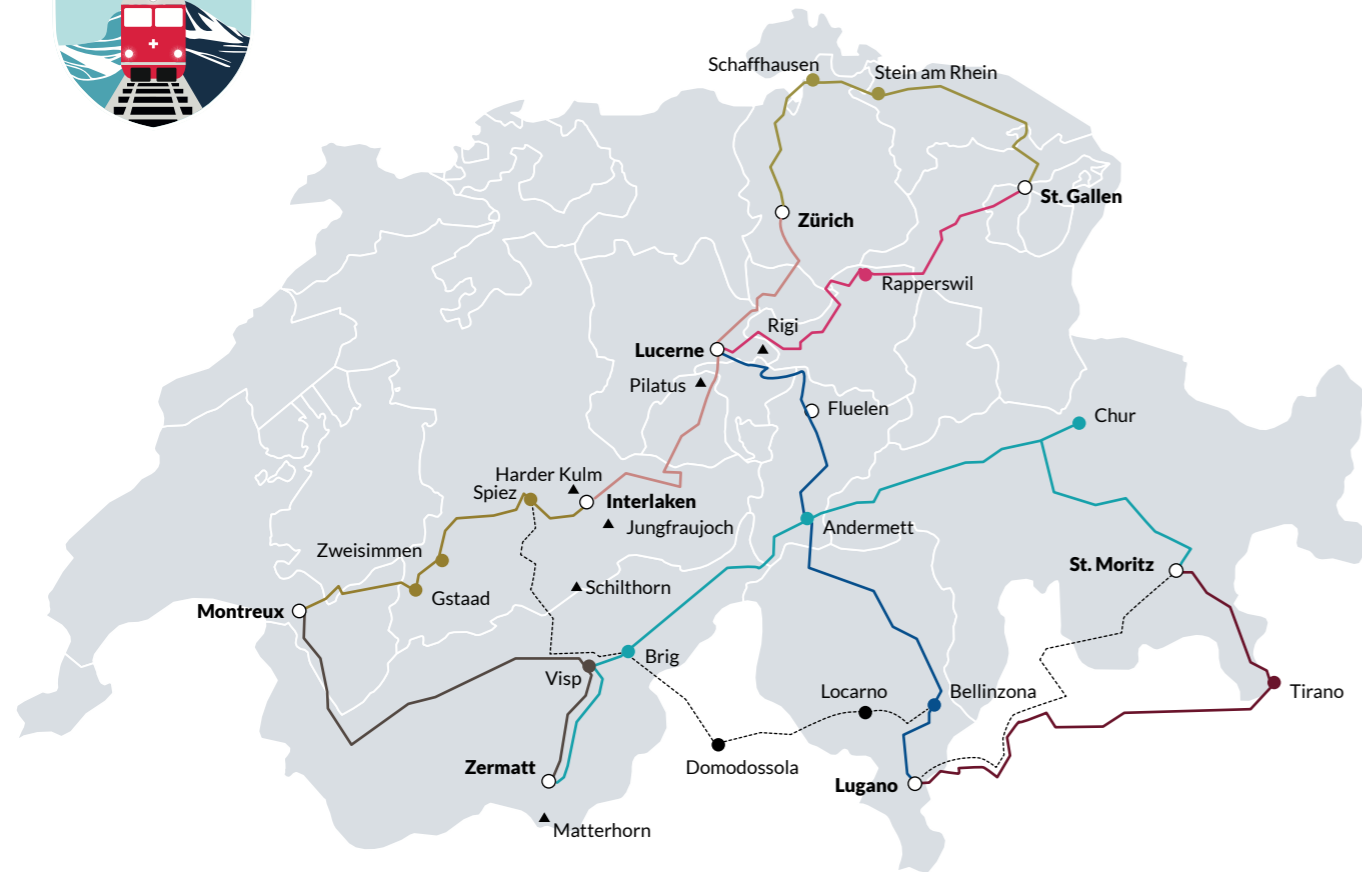 Schaffhausen
Stein am Rhein
St. Gallen
Zürich
Rapperswil
Rigi
Lucerne
Pilatus
Fluelen
Chur
Harder Kulm
Spiez
Interlaken
Jungfraujoch
Andermett
Zweisimmen
St. Moritz
Schilthorn
Gstaad
Montreux
Brig
Visp
Locarno
Bellinzona
Tirano
Domodossola
Zermatt
Lugano
Matterhorn